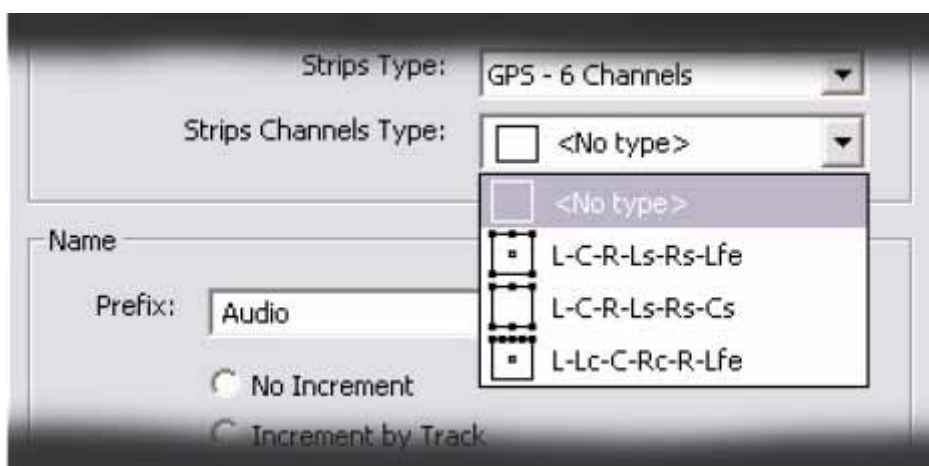 Strips Type: GPS - 6 Channels
Strips Channels Type: <No type>
<No type>
L-C-R-Ls-Rs-Lfe
L-C-R-Ls-Rs-Cs
L-Lc-C-Rc-R-Lfe
Name
Prefix: Audio
No Increment
Increment by Track